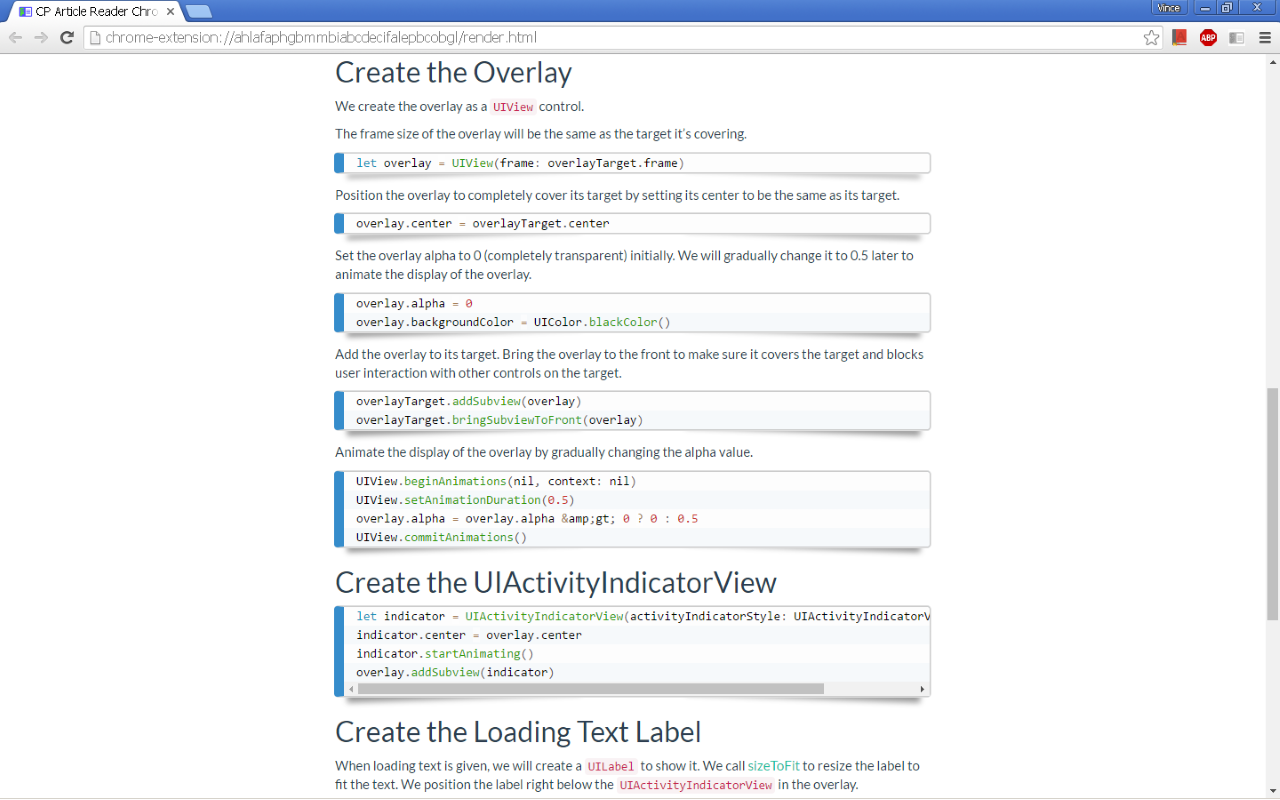 CP Article Reader Chro
Vince
chrome-extension://ahlafaphgbmmbiabcdecifalepbcobgl/render.html
ABP
Create the Overlay
We create the overlay as a UIView control.
The frame size of the overlay will be the same as the target it’s covering.
let overlay = UIView(frame: overlayTarget.frame)
Position the overlay to completely cover its target by setting its center to be the same as its target.
overlay.center = overlayTarget.center
Set the overlay alpha to 0 (completely transparent) initially. We will gradually change it to 0.5 later to
animate the display of the overlay.
overlay.alpha = 0
overlay.backgroundColor = UIColor.blackColor()
Add the overlay to its target. Bring the overlay to the front to make sure it covers the target and blocks
user interaction with other controls on the target.
overlayTarget.addSubview(overlay)
overlayTarget.bringSubviewToFront(overlay)
Animate the display of the overlay by gradually changing the alpha value.
UIView.beginAnimations(nil, context: nil)
UIView.setAnimationDuration(0.5)
overlay.alpha = overlay.alpha &amp;gt; 0 ? 0 : 0.5
UIView.commitAnimations()
Create the UIActivityIndicatorView
let indicator = UIActivityIndicatorView(activityIndicatorStyle: UIActivityIndicatorV
indicator.center = overlay.center
indicator.startAnimating()
overlay.addSubview(indicator)
Create the Loading Text Label
When loading text is given, we will create a UILabel to show it. We call sizeToFit to resize the label to
fit the text. We position the label right below the UIActivityIndicatorView in the overlay.